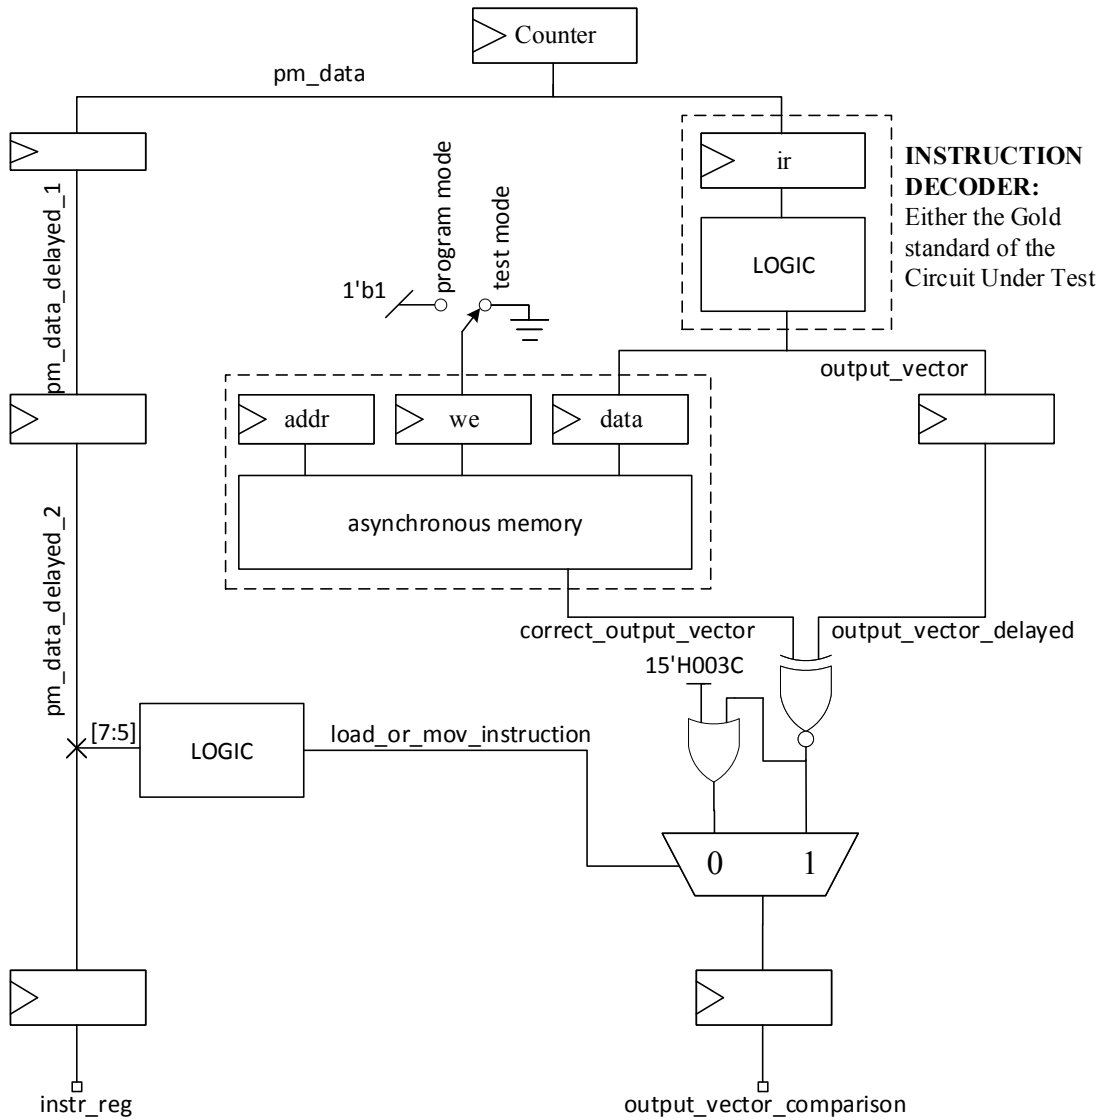 Counter
pm_data
ir
INSTRUCTION
DECODER:
Either the Gold
standard of the
Circuit Under Test
LOGIC
program mode
test mode
1'b1
pm_data_delayed_1
output_vector
addr
we
data
asynchronous memory
pm_data_delayed_2
correct_output_vector
output_vector_delayed
15'H003C
[7:5]
LOGIC
load_or_mov_instruction
0
1
instr_reg
output_vector_comparison